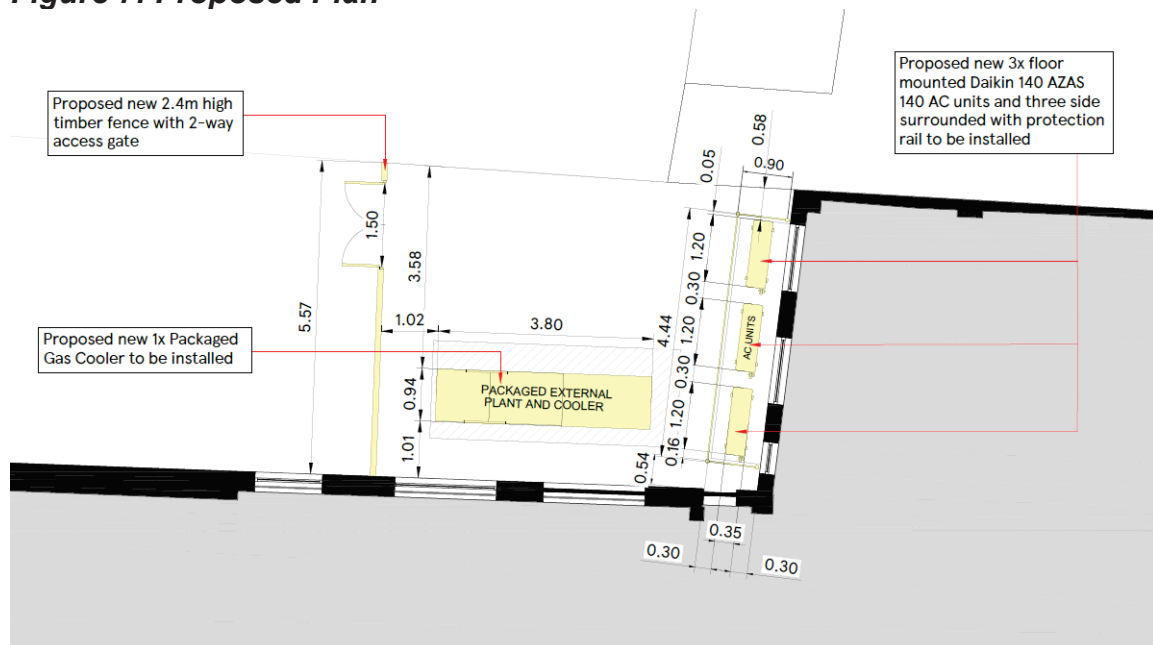 Figure 7: Proposed Plan
Proposed new 2.4m high
timber fence with 2-way
access gate
Proposed new 3x floor
mounted Daikin 140 AZAS
140 AC units and three side
surrounded with protection
rail to be installed
0.58
0.90
0.05
1.50
5.57
3.58
1.20
0.30
4.44
1.20
AC UNITS
0.30
1.20
0.16
0.54
1.02
3.80
Proposed new 1x Packaged
Gas Cooler to be installed
0.94
PACKAGED EXTERNAL
PLANT AND COOLER
1.01
0.35
0.30
0.30